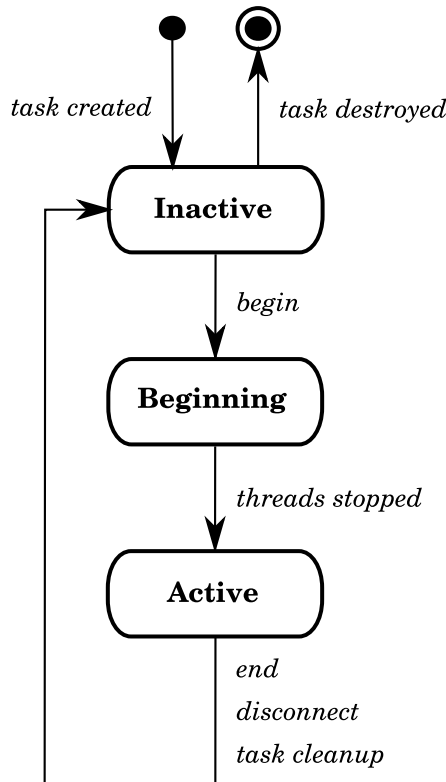 task created
task destroyed
Inactive
begin
Beginning
threads stopped
Active
end
disconnect
task cleanup